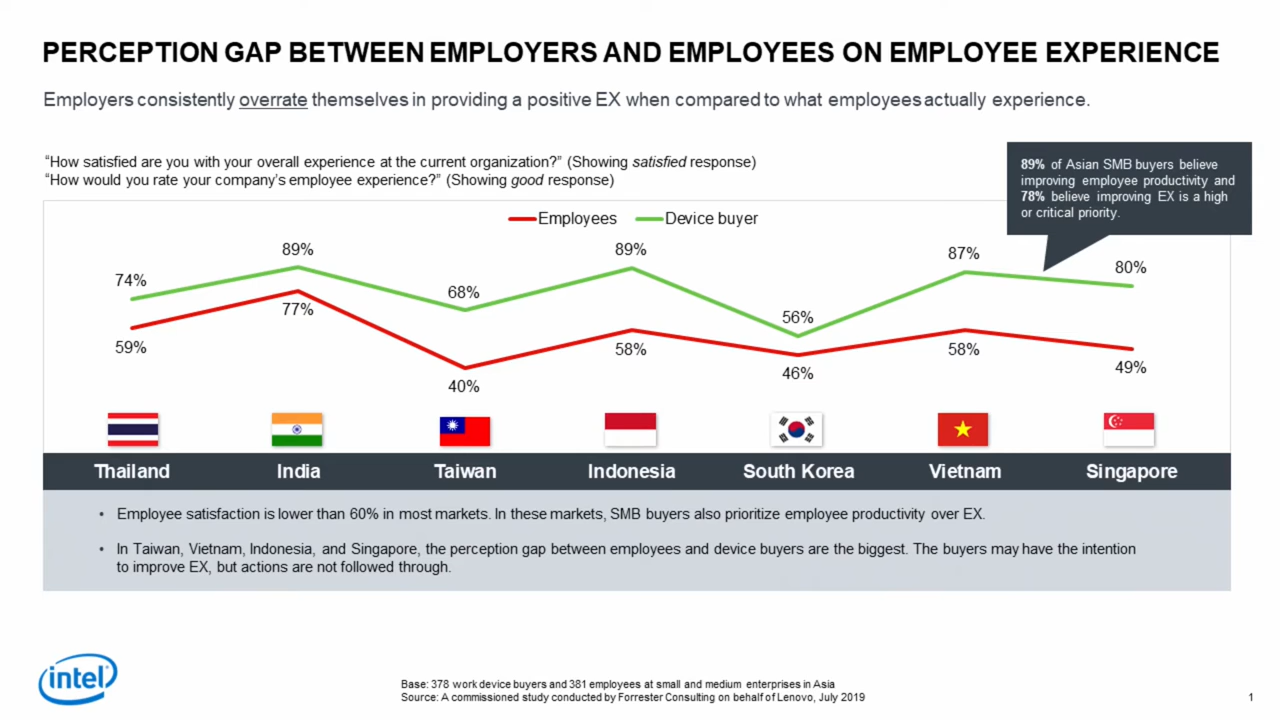 PERCEPTION GAP BETWEEN EMPLOYERS AND EMPLOYEES ON EMPLOYEE EXPERIENCE
Employers consistently overrate themselves in providing a positive EX when compared to what employees actually experience.
“How satisfied are you with your overall experience at the current organization?” (Showing satisfied response)
“How would you rate your company’s employee experience?” (Showing good response)
89% of Asian SMB buyers believe
improving employee productivity and
78% believe improving EX is a high
or critical priority.
Employees Device buyer
74% 89% 68% 89% 56% 87% 80%
59% 77% 40% 58% 46% 58% 49%
Thailand India Taiwan Indonesia South Korea Vietnam Singapore
• Employee satisfaction is lower than 60% in most markets. In these markets, SMB buyers also prioritize employee productivity over EX.
• In Taiwan, Vietnam, Indonesia, and Singapore, the perception gap between employees and device buyers are the biggest. The buyers may have the intention
to improve EX, but actions are not followed through.
intel
Base: 378 work device buyers and 381 employees at small and medium enterprises in Asia
Source: A commissioned study conducted by Forrester Consulting on behalf of Lenovo, July 2019
1